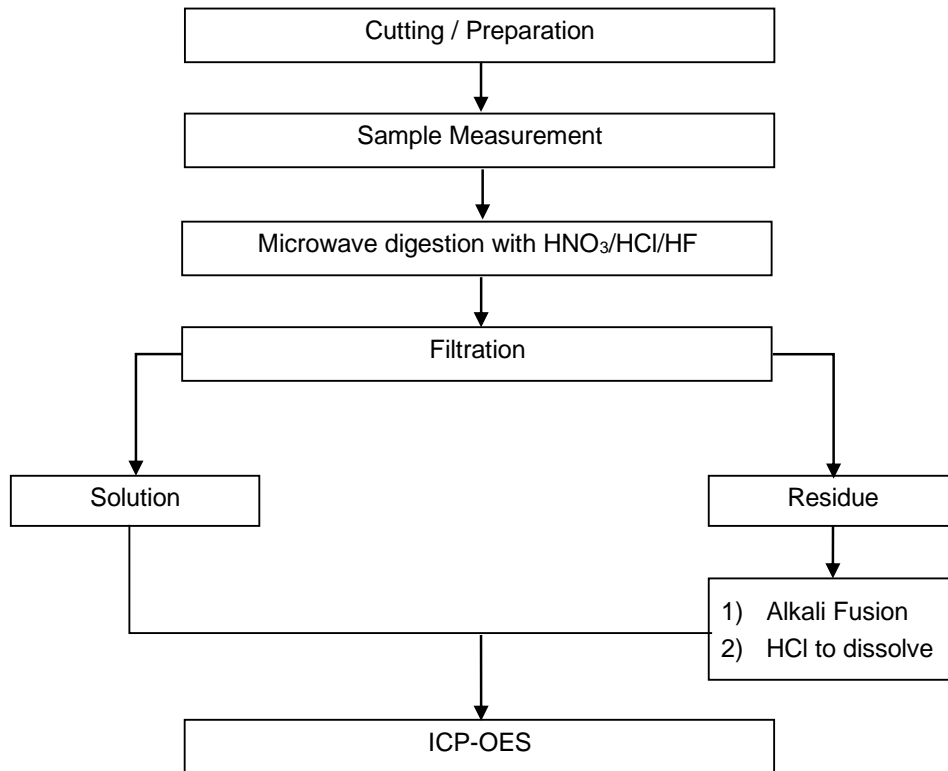 Cutting / Preparation
Sample Measurement
Microwave digestion with HNO₃/HCl/HF
Filtration
Solution
Residue
1) Alkali Fusion
2) HCl to dissolve
ICP-OES